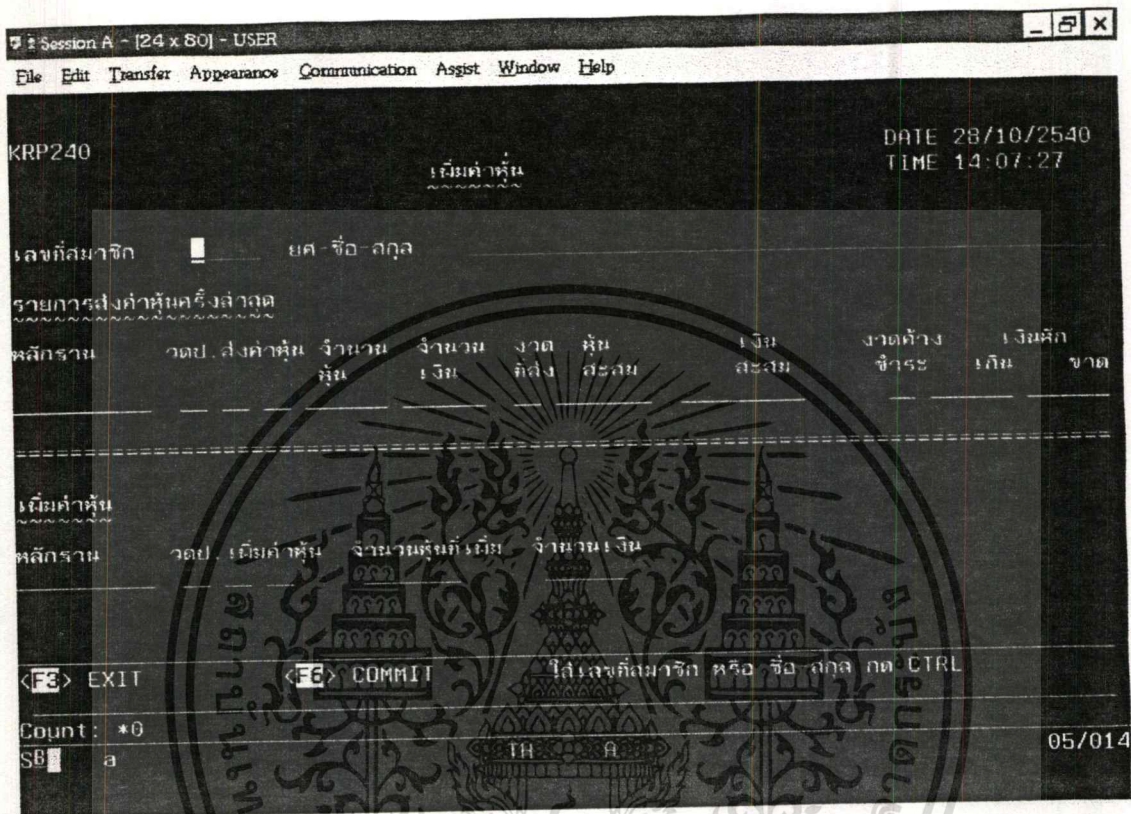 Session A - [24 x 80] - USER
File Edit Transfer Appearance Communication Assist Window Help
KRP240 DATE 28/10/2540
เพิ่มค่าหุ้น TIME 14:07:27
เลขที่สมาชิก ยศ-ชื่อ-สกุล
รายการส่งค่าหุ้นครั้งล่าสุด
หลักฐาน วดป.ส่งค่าหุ้น จำนวน จำนวน งวด หุ้น เงิน งวดค้าง เงินหัก
หุ้น เงิน ที่ส่ง สะสม สะสม ชำระ เกิน ขาด
เพิ่มค่าหุ้น
หลักฐาน วดป.เพิ่มค่าหุ้น จำนวนหุ้นที่เพิ่ม จำนวนเงิน
<F3> EXIT <F6> COMMIT ใส่เลขที่สมาชิก หรือ ชื่อ-สกุล กด CTRL
Count: *0
SB a 05/014